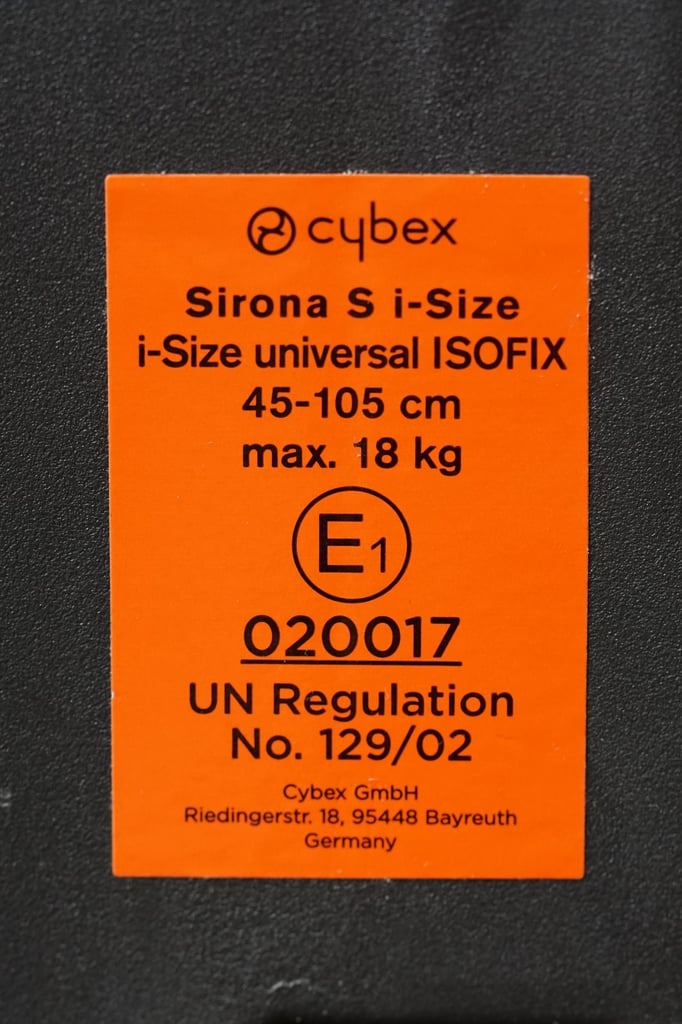 cybex
Sirona S i-Size
i-Size universal ISOFIX
45-105 cm
max. 18 kg
E1
020017
UN Regulation
No. 129/02
Cybex GmbH
Riedingerstr. 18, 95448 Bayreuth
Germany